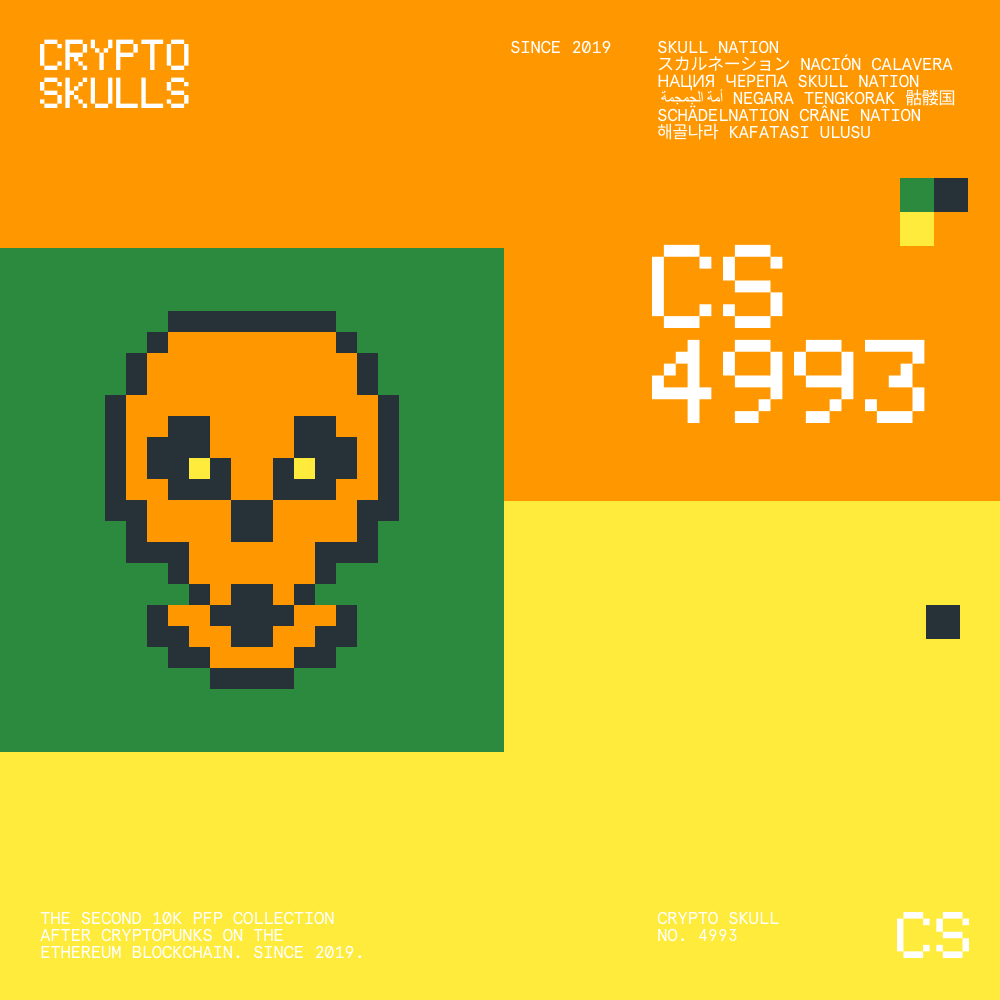 CRYPTO
SKULLS
SINCE 2019
SKULL NATION
スカルネーション NACIÓN CALAVERA
НАЦИЯ ЧЕРЕПА SKULL NATION
أمة الجمجمة NEGARA TENGKORAK 骷髅国
SCHÄDELNATION CRÂNE NATION
해골나라 KAFATASI ULUSU
CS
4993
THE SECOND 10K PFP COLLECTION
AFTER CRYPTOPUNKS ON THE
ETHEREUM BLOCKCHAIN. SINCE 2019.
CRYPTO SKULL
NO. 4993
CS